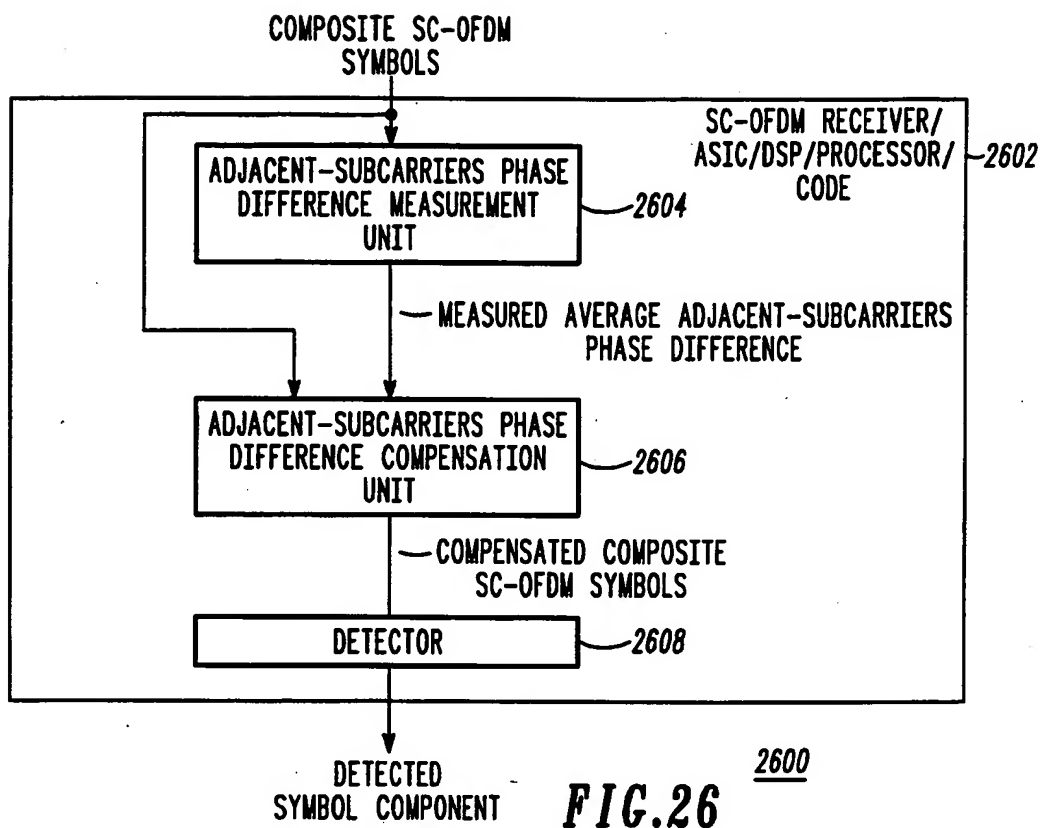 COMPOSITE SC-OFDM
SYMBOLS
SC-OFDM RECEIVER/
ASIC/DSP/PROCESSOR/
CODE
2602
ADJACENT-SUBCARRIERS PHASE
DIFFERENCE MEASUREMENT
UNIT
2604
MEASURED AVERAGE ADJACENT-SUBCARRIERS
PHASE DIFFERENCE
ADJACENT-SUBCARRIERS PHASE
DIFFERENCE COMPENSATION
UNIT
2606
COMPENSATED COMPOSITE
SC-OFDM SYMBOLS
DETECTOR
2608
DETECTED
SYMBOL COMPONENT
FIG.26
2600